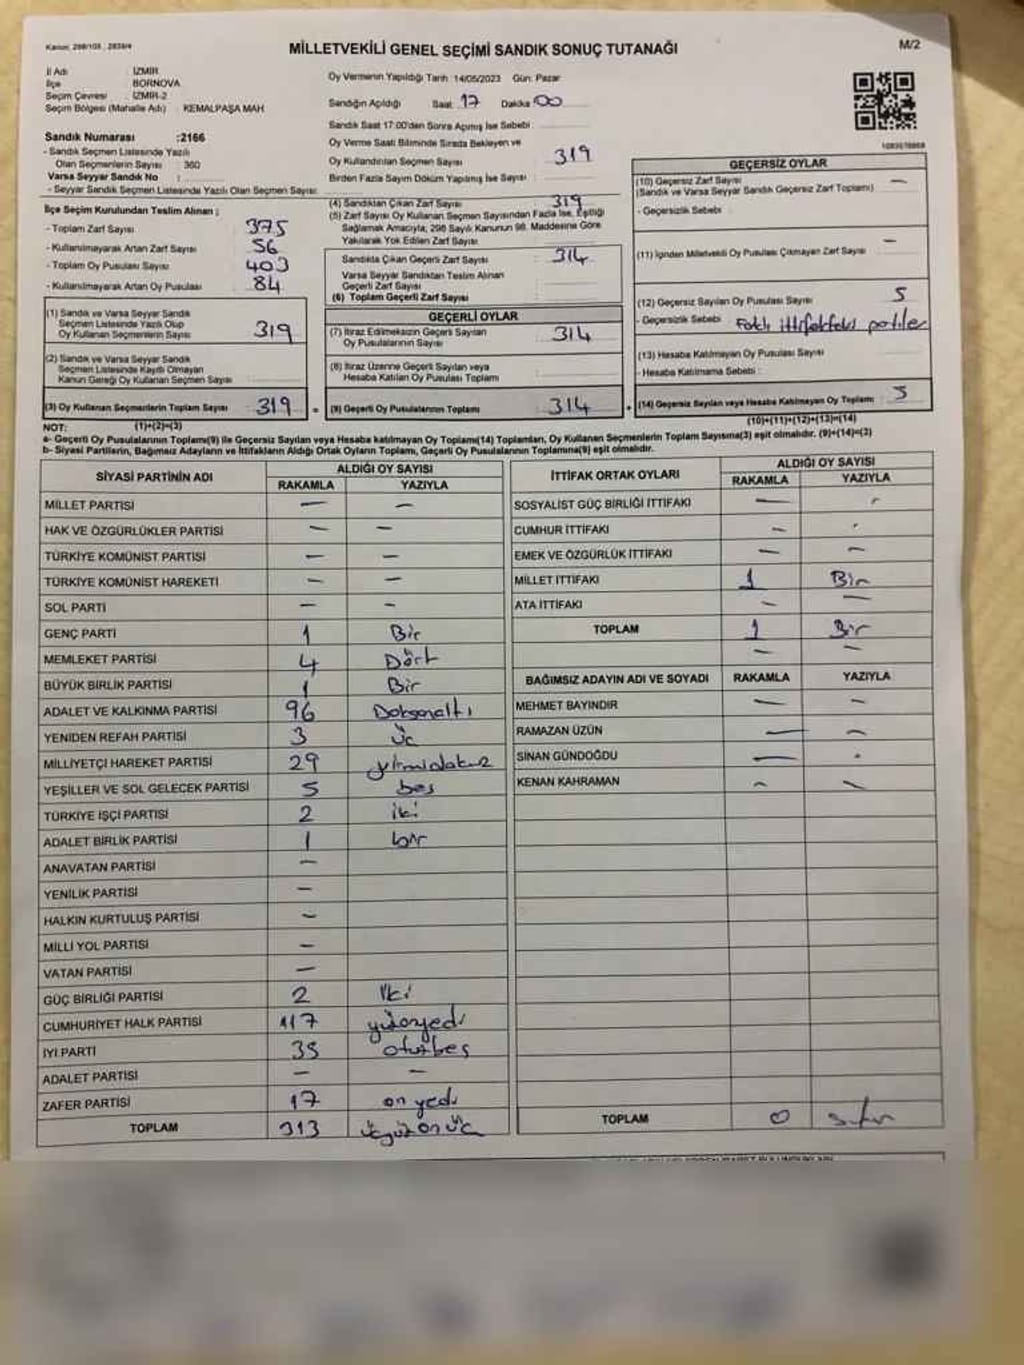 Kanun: 298/105, 2839/4
MİLLETVEKİLİ GENEL SEÇİMİ SANDIK SONUÇ TUTANAĞI
M/2
İl Adı : İZMİR
İlçe : BORNOVA
Seçim Çevresi : İZMİR-2
Seçim Bölgesi (Mahalle Adı) : KEMALPAŞA MAH
Sandık Numarası :2166
- Sandık Seçmen Listesinde Yazılı
Olan Seçmenlerin Sayısı : 360
Varsa Seyyar Sandık No :
- Seyyar Sandık Seçmen Listesinde Yazılı Olan Seçmen Sayısı:
Oy Vermenin Yapıldığı Tarih :14/05/2023 Gün: Pazar
Sandığın Açıldığı Saat 17 Dakika 00
Sandık Saat 17:00'den Sonra Açımış İse Sebebi :
Oy Verme Saati Bitiminde Sırada Bekleyen ve
Oy Kullandırılan Seçmen Sayısı : 319
Birden Fazla Sayım Döküm Yapılmış İse Sayısı :
İlçe Seçim Kurulundan Teslim Alınan ;
- Toplam Zarf Sayısı : 375
- Kullanılmayarak Artan Zarf Sayısı : 56
- Toplam Oy Pusulası Sayısı : 403
- Kullanılmayarak Artan Oy Pusulası : 84
(1) Sandık ve Varsa Seyyar Sandık
Seçmen Listesinde Yazılı Olup
Oy Kullanan Seçmenlerin Sayısı : 319
(2) Sandık ve Varsa Seyyar Sandık
Seçmen Listesinde Kayıtlı Olmayan
Kanun Gereği Oy Kullanan Seçmen Sayısı :
(3) Oy Kullanan Seçmenlerin Toplam Sayısı : 319 =
(1)+(2)=(3)
(4) Sandıktan Çıkan Zarf Sayısı : 319
(5) Zarf Sayısı Oy Kullanan Seçmen Sayısından Fazla İse, Eşitliği
Sağlamak Amacıyla; 298 Sayılı Kanunun 98. Maddesine Göre
Yakılarak Yok Edilen Zarf Sayısı :
Sandıkta Çıkan Geçerli Zarf Sayısı : 314
Varsa Seyyar Sandıktan Teslim Alınan
Geçerli Zarf Sayısı :
(6) Toplam Geçerli Zarf Sayısı :
GEÇERLİ OYLAR
(7) İtiraz Edilmeksizin Geçerli Sayılan
Oy Pusulalarının Sayısı : 314
(8) İtiraz Üzerine Geçerli Sayılan veya
Hesaba Katılan Oy Pusulası Toplamı :
(9) Geçerli Oy Pusulalarının Toplamı : 314 +
GEÇERSİZ OYLAR
(10) Geçersiz Zarf Sayısı : —
(Sandık ve Varsa Seyyar Sandık Geçersiz Zarf Toplamı)
- Geçersizlik Sebebi :
(11) İçinden Milletvekili Oy Pusulası Çıkmayan Zarf Sayısı : —
(12) Geçersiz Sayılan Oy Pusulası Sayısı : 5
- Geçersizlik Sebebi : Farklı ittifaktaki partiler
(13) Hesaba Katılmayan Oy Pusulası Sayısı :
- Hesaba Katılmama Sebebi :
(14) Geçersiz Sayılan veya Hesaba Katılmayan Oy Toplamı : 5
(10)+(11)+(12)+(13)=(14)
NOT:
a- Geçerli Oy Pusulalarının Toplamı(9) ile Geçersiz Sayılan veya Hesaba katılmayan Oy Toplamı(14) Toplamları, Oy Kullanan Seçmenlerin Toplam Sayısına(3) eşit olmalıdır. (9)+(14)=(3)
b- Siyasi Partilerin, Bağımsız Adayların ve İttifakların Aldığı Ortak Oyların Toplamı, Geçerli Oy Pusulalarının Toplamına(9) eşit olmalıdır.
SİYASİ PARTİNİN ADI ALDIĞI OY SAYISI
RAKAMLA YAZIYLA
MİLLET PARTİSİ — —
HAK VE ÖZGÜRLÜKLER PARTİSİ — —
TÜRKİYE KOMÜNİST PARTİSİ — —
TÜRKİYE KOMÜNİST HAREKETİ — —
SOL PARTİ — —
GENÇ PARTİ 1 Bir
MEMLEKET PARTİSİ 4 Dört
BÜYÜK BİRLİK PARTİSİ 1 Bir
ADALET VE KALKINMA PARTİSİ 96 Doksanaltı
YENİDEN REFAH PARTİSİ 3 Üç
MİLLİYETÇİ HAREKET PARTİSİ 29 yirmidokuz
YEŞİLLER VE SOL GELECEK PARTİSİ 5 beş
TÜRKİYE İŞÇİ PARTİSİ 2 iki
ADALET BİRLİK PARTİSİ 1 bir
ANAVATAN PARTİSİ —
YENİLİK PARTİSİ —
HALKIN KURTULUŞ PARTİSİ —
MİLLİ YOL PARTİSİ —
VATAN PARTİSİ —
GÜÇ BİRLİĞİ PARTİSİ 2 İki
CUMHURİYET HALK PARTİSİ 117 yüzonyedi
İYİ PARTİ 35 otuzbeş
ADALET PARTİSİ — —
ZAFER PARTİSİ 17 on yedi
TOPLAM 313 üçyüzonüç
İTTİFAK ORTAK OYLARI ALDIĞI OY SAYISI
RAKAMLA YAZIYLA
SOSYALİST GÜÇ BİRLİĞİ İTTİFAKI — —
CUMHUR İTTİFAKI — -
EMEK VE ÖZGÜRLÜK İTTİFAKI — —
MİLLET İTTİFAKI 1 Bir
ATA İTTİFAKI — —
TOPLAM 1 Bir
— —
BAĞIMSIZ ADAYIN ADI VE SOYADI RAKAMLA YAZIYLA
MEHMET BAYINDIR — —
RAMAZAN ÜZÜN — —
SİNAN GÜNDOĞDU — -
KENAN KAHRAMAN — —
TOPLAM 0 sıfır